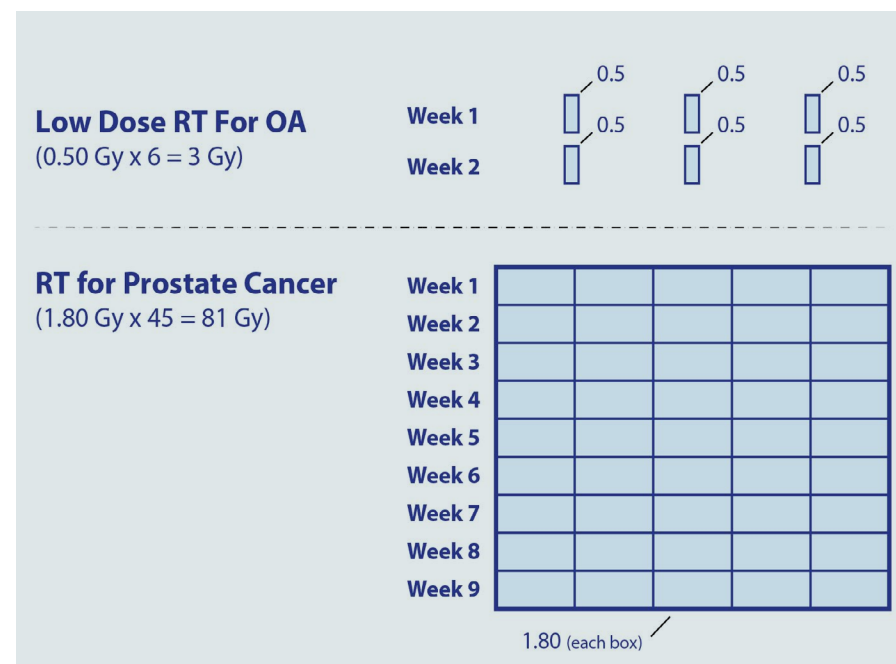 Low Dose RT For OA
(0.50 Gy x 6 = 3 Gy)
Week 1
0.5 0.5 0.5
Week 2
0.5 0.5 0.5
RT for Prostate Cancer
(1.80 Gy x 45 = 81 Gy)
Week 1
Week 2
Week 3
Week 4
Week 5
Week 6
Week 7
Week 8
Week 9
1.80 (each box)